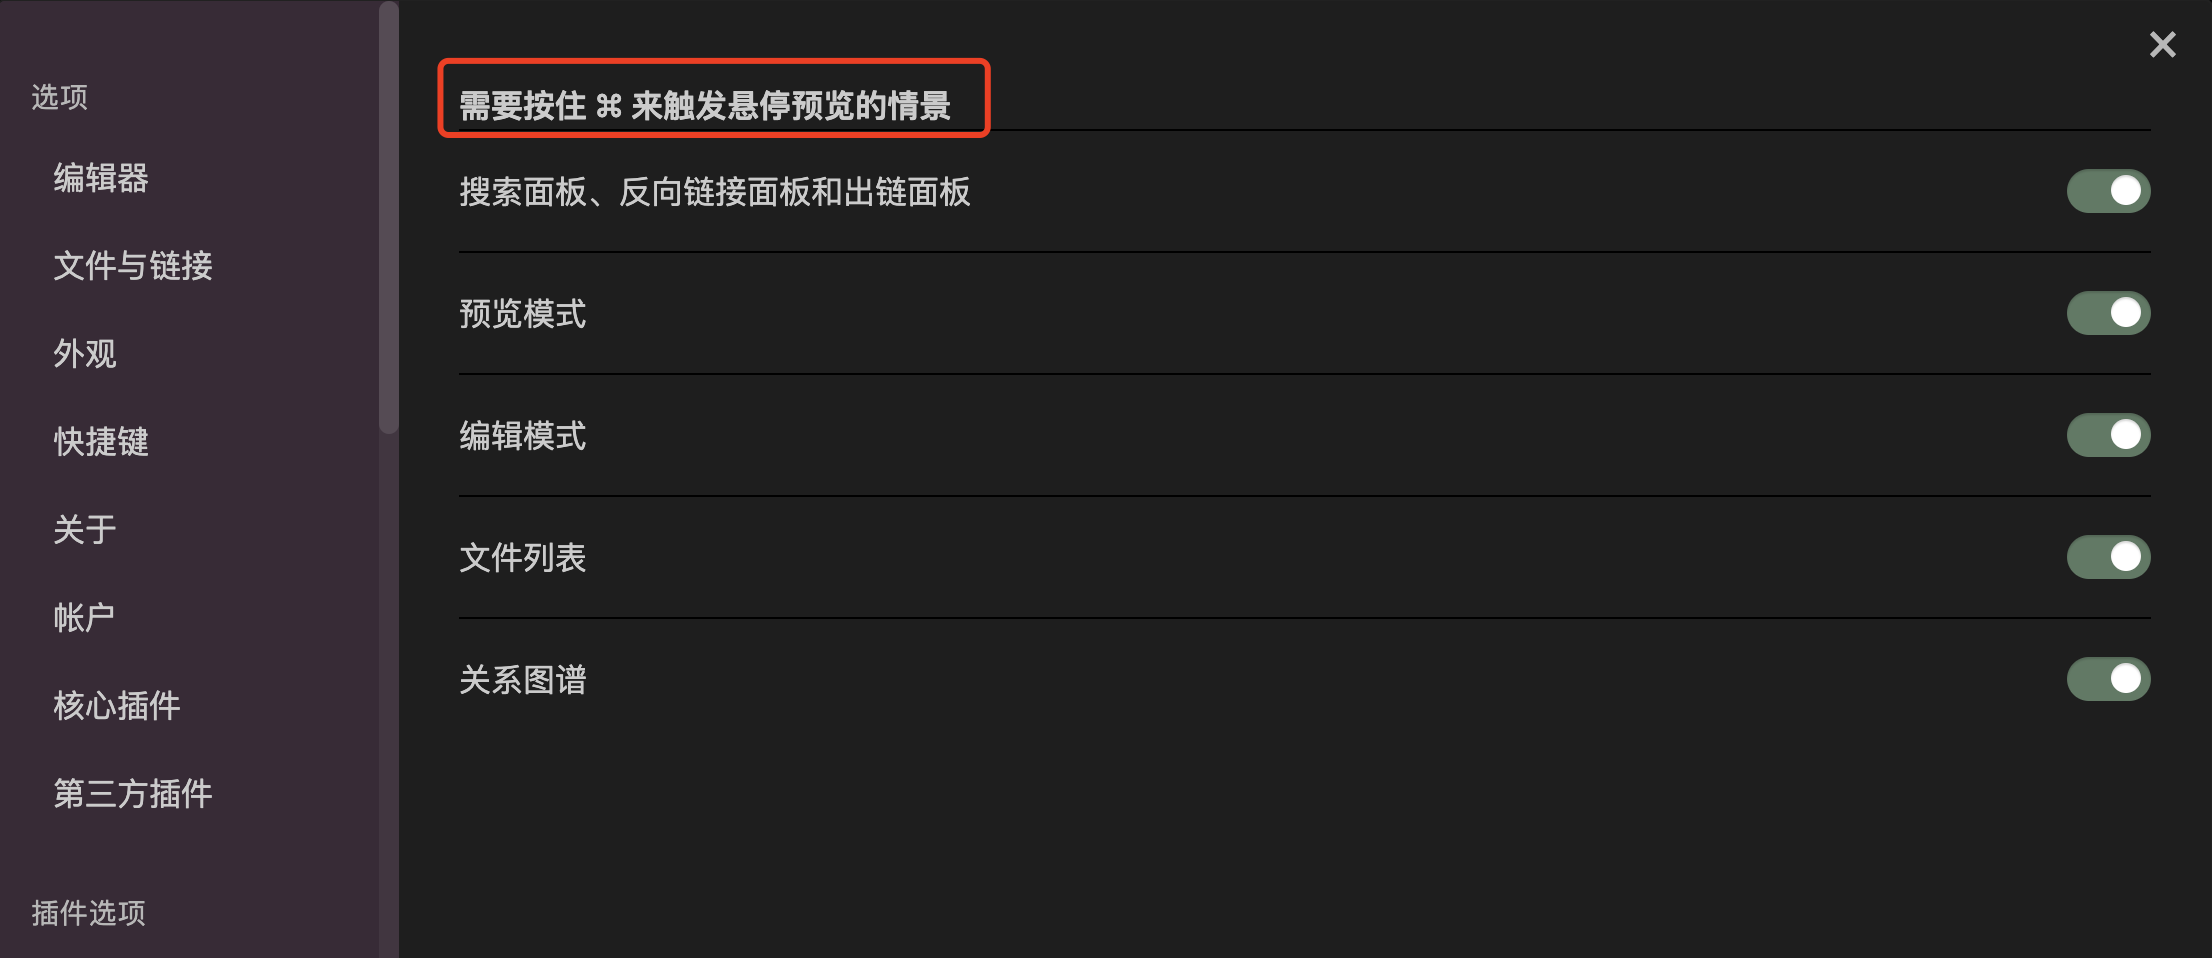 选项
编辑器
文件与链接
外观
快捷键
关于
帐户
核心插件
第三方插件
插件选项
需要按住 ⌘ 来触发悬停预览的情景
搜索面板、反向链接面板和出链面板
预览模式
编辑模式
文件列表
关系图谱